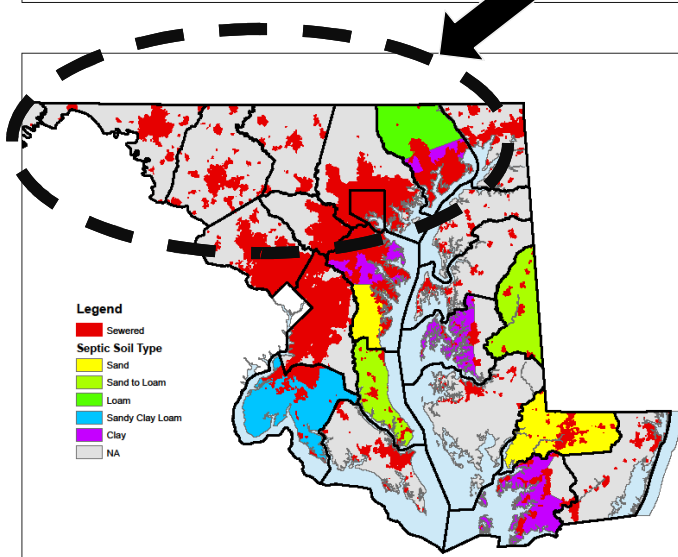 Legend
Sewered
Septic Soil Type
Sand
Sand to Loam
Loam
Sandy Clay Loam
Clay
NA